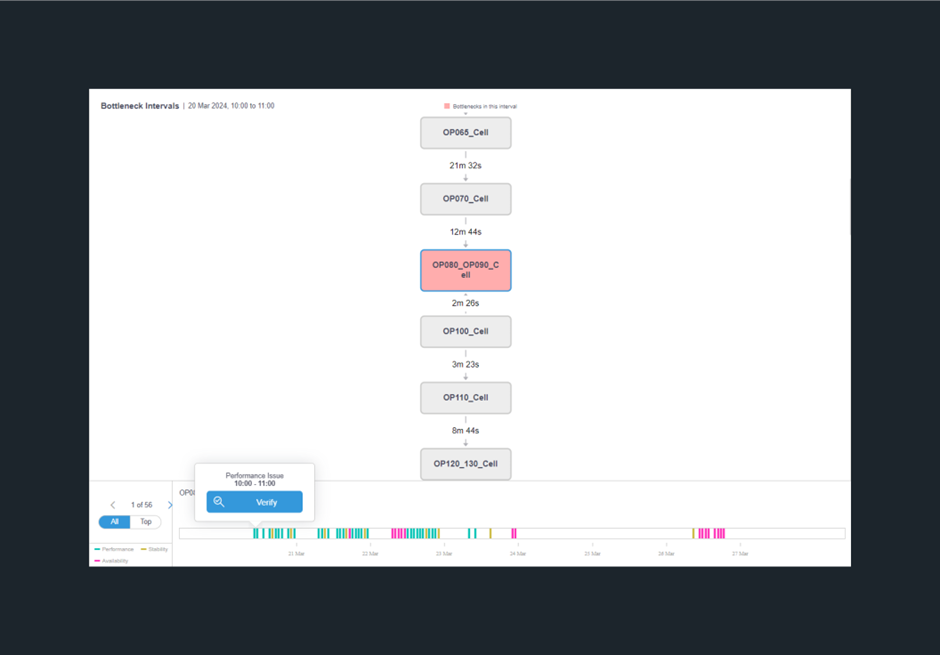 Bottleneck Intervals | 20 Mar 2024, 10:00 to 11:00
Bottlenecks in this interval
OP065_Cell
21m 32s
OP070_Cell
12m 44s
OP080_OP090_C
ell
2m 26s
OP100_Cell
3m 23s
OP110_Cell
8m 44s
OP120_130_Cell
Performance Issue
10:00 - 11:00
Verify
1 of 56
All Top
Performance Stability
Availability
21 Mar 22 Mar 23 Mar 24 Mar 25 Mar 26 Mar 27 Mar